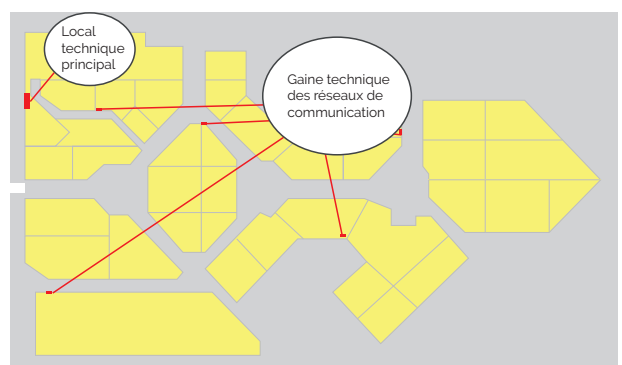 Local
technique
principal
Gaine technique
des réseaux de
communication